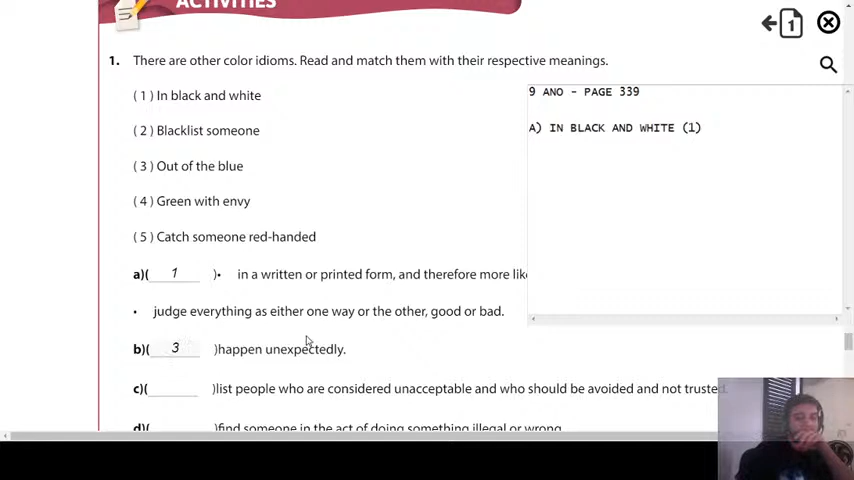 ACTIVITIES
1
1. There are other color idioms. Read and match them with their respective meanings.
( 1 ) In black and white
( 2 ) Blacklist someone
( 3 ) Out of the blue
( 4 ) Green with envy
( 5 ) Catch someone red-handed
9 ANO - PAGE 339
A) IN BLACK AND WHITE (1)
a)( 1 )• in a written or printed form, and therefore more
• judge everything as either one way or the other, good or bad.
b)( 3 )happen unexpectedly.
c)( )list people who are considered unacceptable and who should be avoided and not trusted.
d)( )find someone in the act of doing something illegal or wrong.